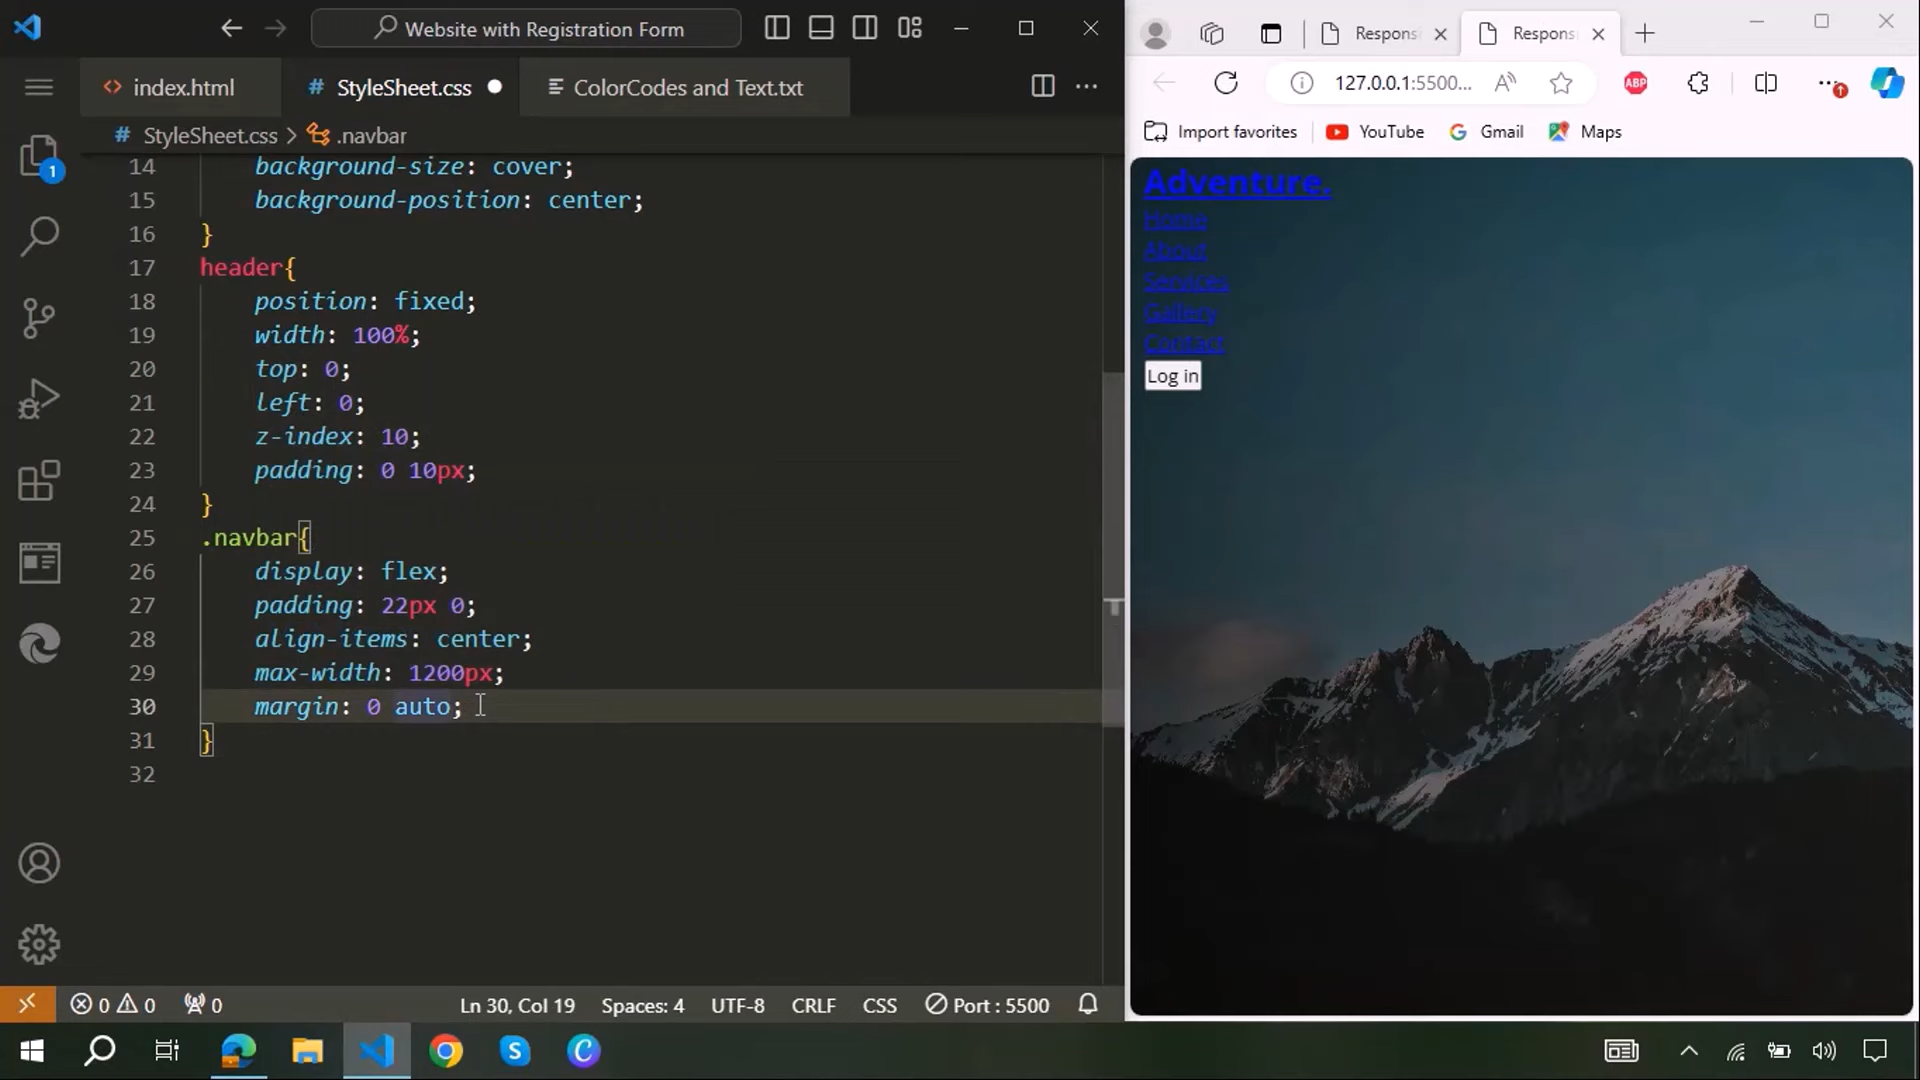 Website with Registration Form
index.html
# StyleSheet.css
ColorCodes and Text.txt
# StyleSheet.css > .navbar
14 background-size: cover;
15 background-position: center;
16 }
17 header{
18 position: fixed;
19 width: 100%;
20 top: 0;
21 left: 0;
22 z-index: 10;
23 padding: 0 10px;
24 }
25 .navbar{
26 display: flex;
27 padding: 22px 0;
28 align-items: center;
29 max-width: 1200px;
30 margin: 0 auto;
31 }
32
1
0 0 0 Ln 30, Col 19 Spaces: 4 UTF-8 CRLF CSS Port : 5500
Respons
Respons
127.0.0.1:5500...
ABP
Import favorites
YouTube
Gmail
Maps
Adventure.
Home
About
Services
Gallery
Contact
Log in